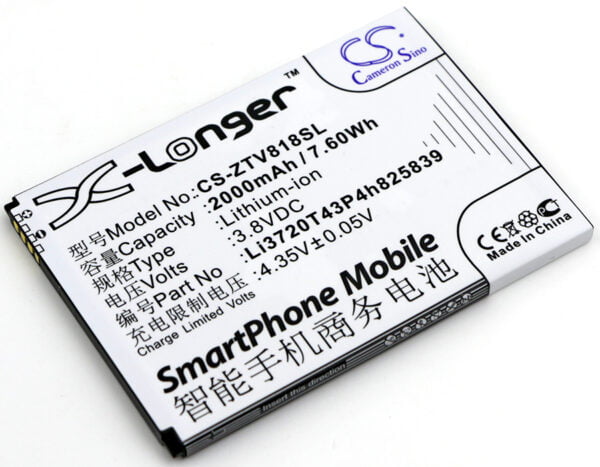 CS
Cameron Sino
X-Longer™
型号Model No. CS-ZTV818SL
容量Capacity 2000mAh/7.60Wh
规格Type Lithium-ion
电压Volts 3.8VDC
编号Part No Li3720T43P4h825839
充电限制电压 4.35V±0.05V
Charge Limited Volts
SmartPhone Mobile
智能手机商务电池
CE
Made in China